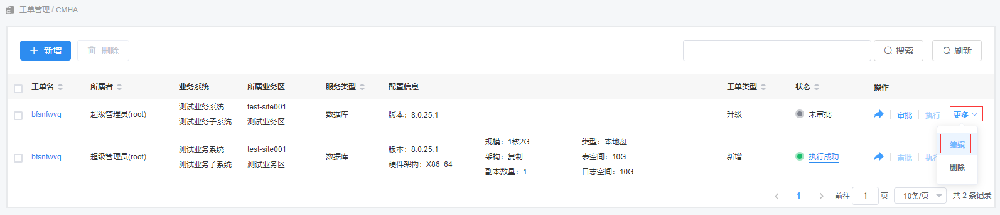 工单管理 / CMHA
新增 删除 搜索 刷新
工单名 所属者 业务系统 所属业务区 服务类型 配置信息 工单类型 状态 操作
bfsnfwvq 超级管理员(root) 测试业务系统 test-site001 数据库 版本：8.0.25.1 升级 未审批 审批 执行 更多
测试业务子系统 测试业务区
编辑
删除
bfsnfwvq 超级管理员(root) 测试业务系统 test-site001 数据库 版本：8.0.25.1 规模：1核2G 类型：本地盘 新增 执行成功 审批 执行
测试业务子系统 测试业务区 硬件架构：X86_64 架构：复制 表空间：10G
副本数量：1 日志空间：10G
1 前往 1 页 10条/页 共 2 条记录